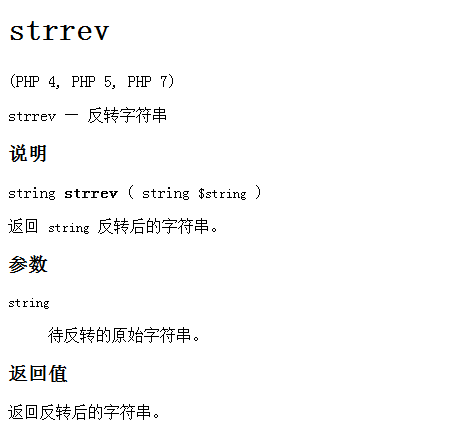 strrev
(PHP 4, PHP 5, PHP 7)
strrev — 反转字符串
说明
string strrev ( string $string )
返回 string 反转后的字符串。
参数
string
待反转的原始字符串。
返回值
返回反转后的字符串。